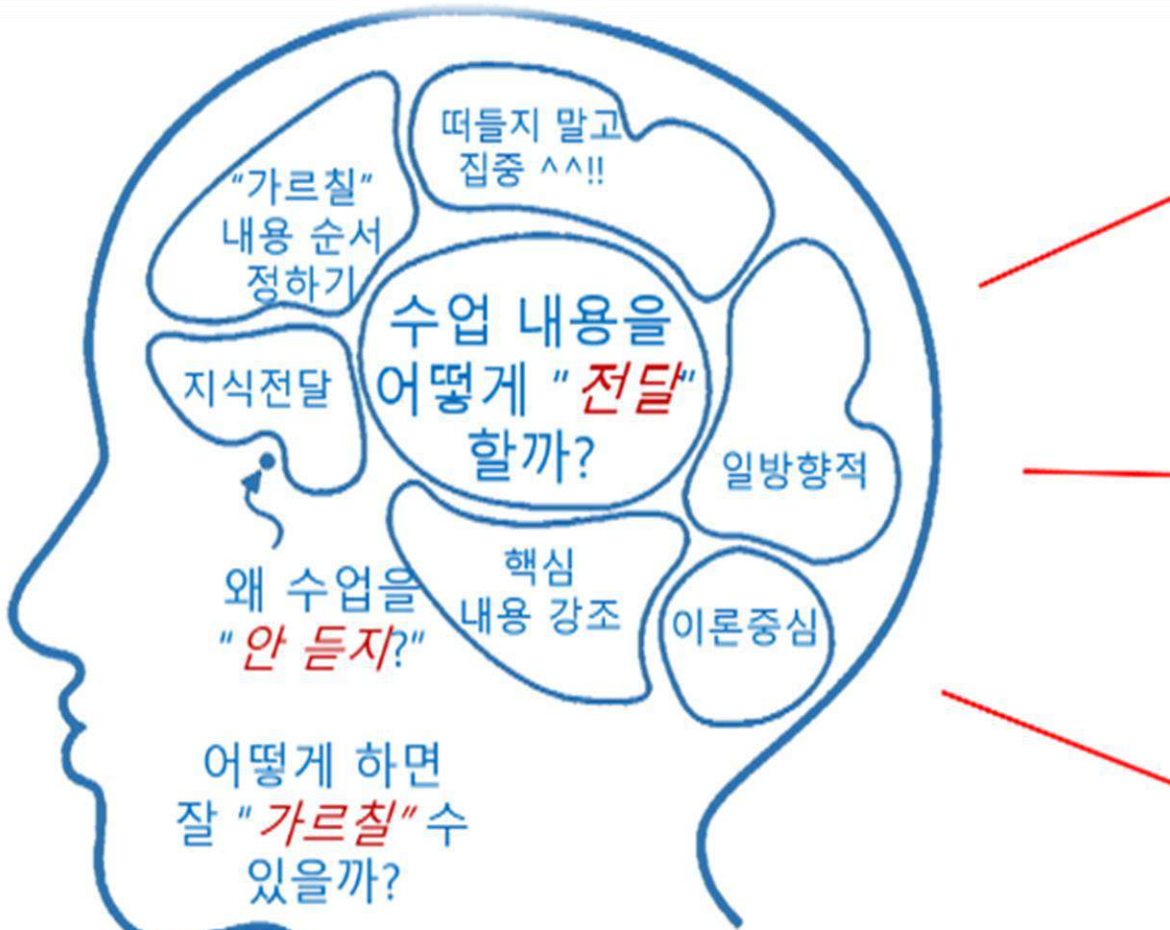 떠들지 말고
집중 ^^!!
"가르칠"
내용 순서
정하기
수업 내용을
어떻게 "전달"
할까?
지식전달
일방향적
핵심
내용 강조
이론중심
왜 수업을
"안 듣지?"
어떻게 하면
잘 "가르칠" 수
있을까?